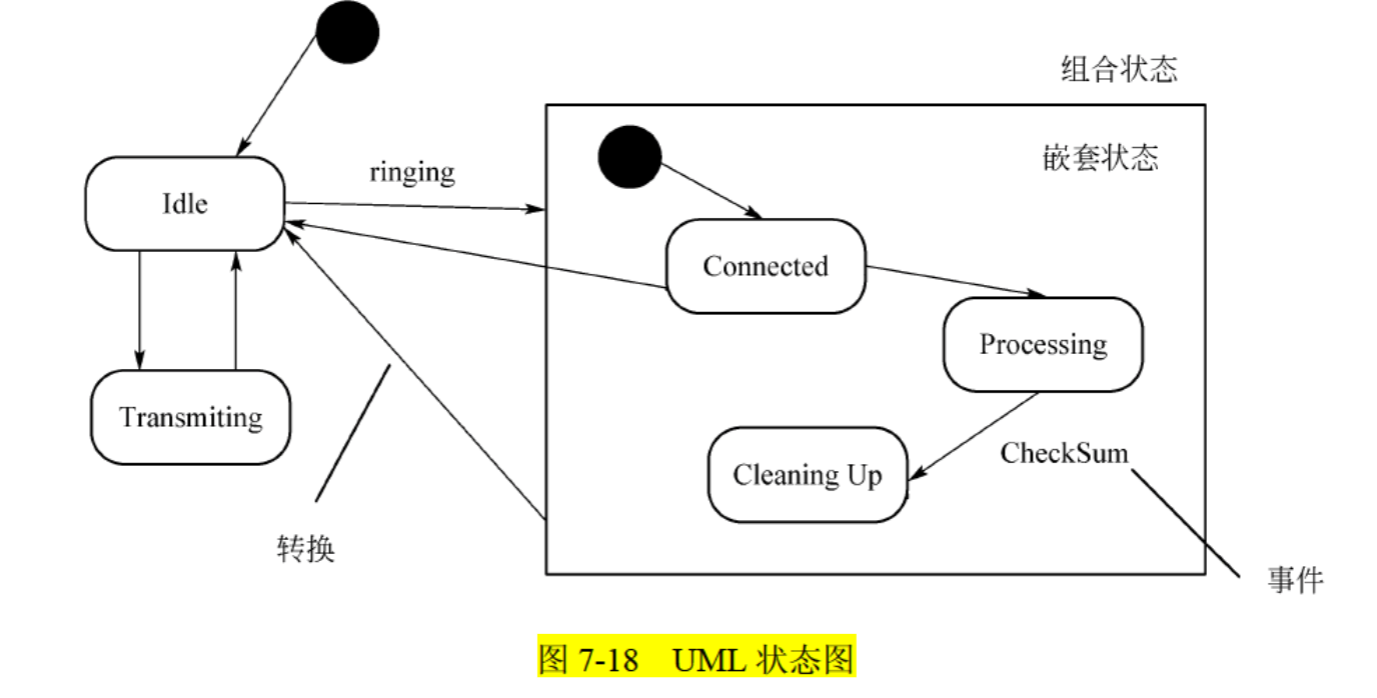 组合状态
嵌套状态
ringing
Idle
Connected
Processing
Transmiting
CheckSum
Cleaning Up
转换
事件
图 7-18 UML 状态图